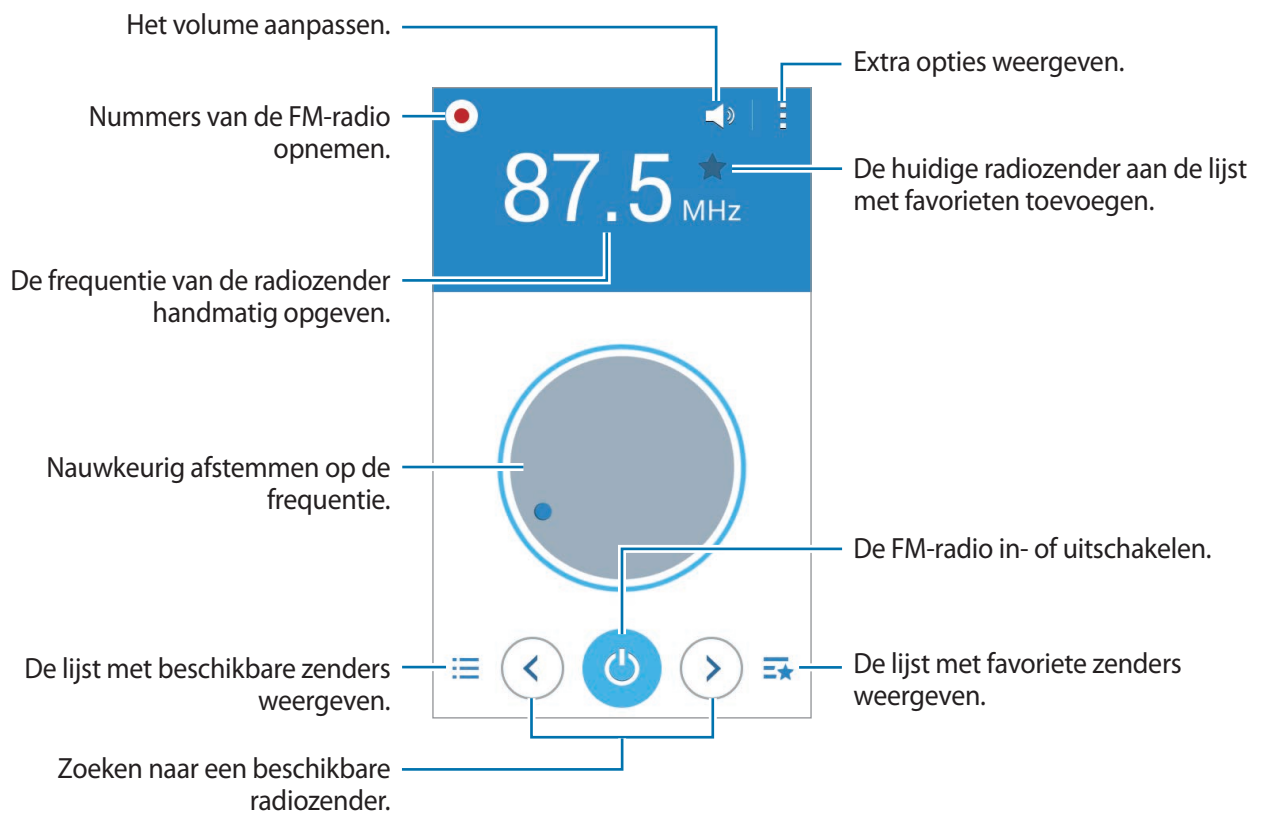 Het volume aanpassen.
Extra opties weergeven.
Nummers van de FM-radio
opnemen.
De huidige radiozender aan de lijst
met favorieten toevoegen.
87.5 MHz
De frequentie van de radiozender
handmatig opgeven.
Nauwkeurig afstemmen op de
frequentie.
De FM-radio in- of uitschakelen.
De lijst met beschikbare zenders
weergeven.
De lijst met favoriete zenders
weergeven.
Zoeken naar een beschikbare
radiozender.